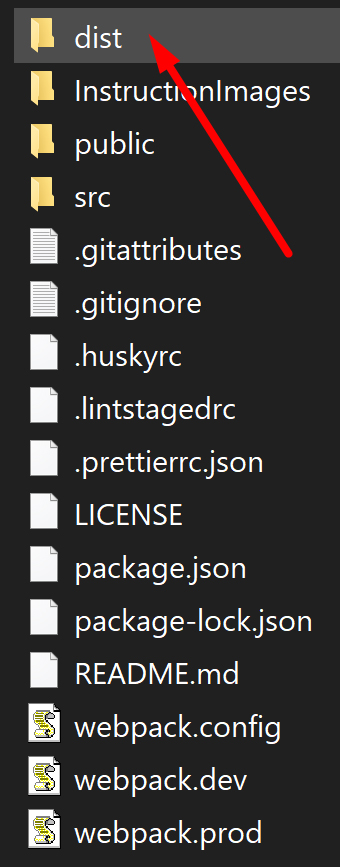 dist
InstructionImages
public
src
.gitattributes
.gitignore
.huskyrc
.lintstagedrc
.prettierrc.json
LICENSE
package.json
package-lock.json
README.md
webpack.config
webpack.dev
webpack.prod